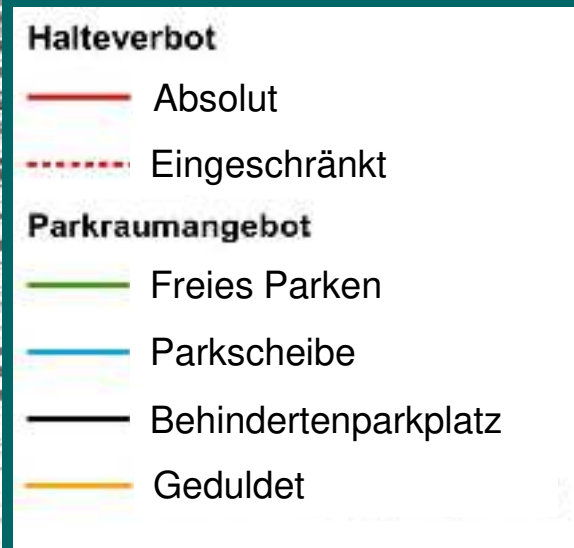 Halteverbot
Absolut
Eingeschränkt
Parkraumangebot
Freies Parken
Parkscheibe
Behindertenparkplatz
Geduldet